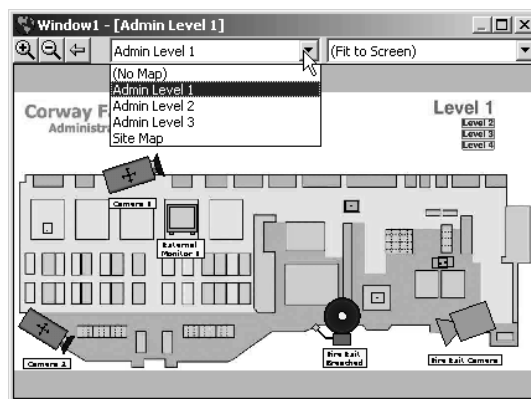 Window1 - [Admin Level 1]
Admin Level 1
(Fit to Screen)
(No Map)
Admin Level 1
Admin Level 2
Admin Level 3
Site Map
Corway F
Administra
Level 1
Level 2
Level 3
Level 4
Camera 1
External
Monitor 1
Camera 2
Fire Exit
Breached
Fire Exit Camera